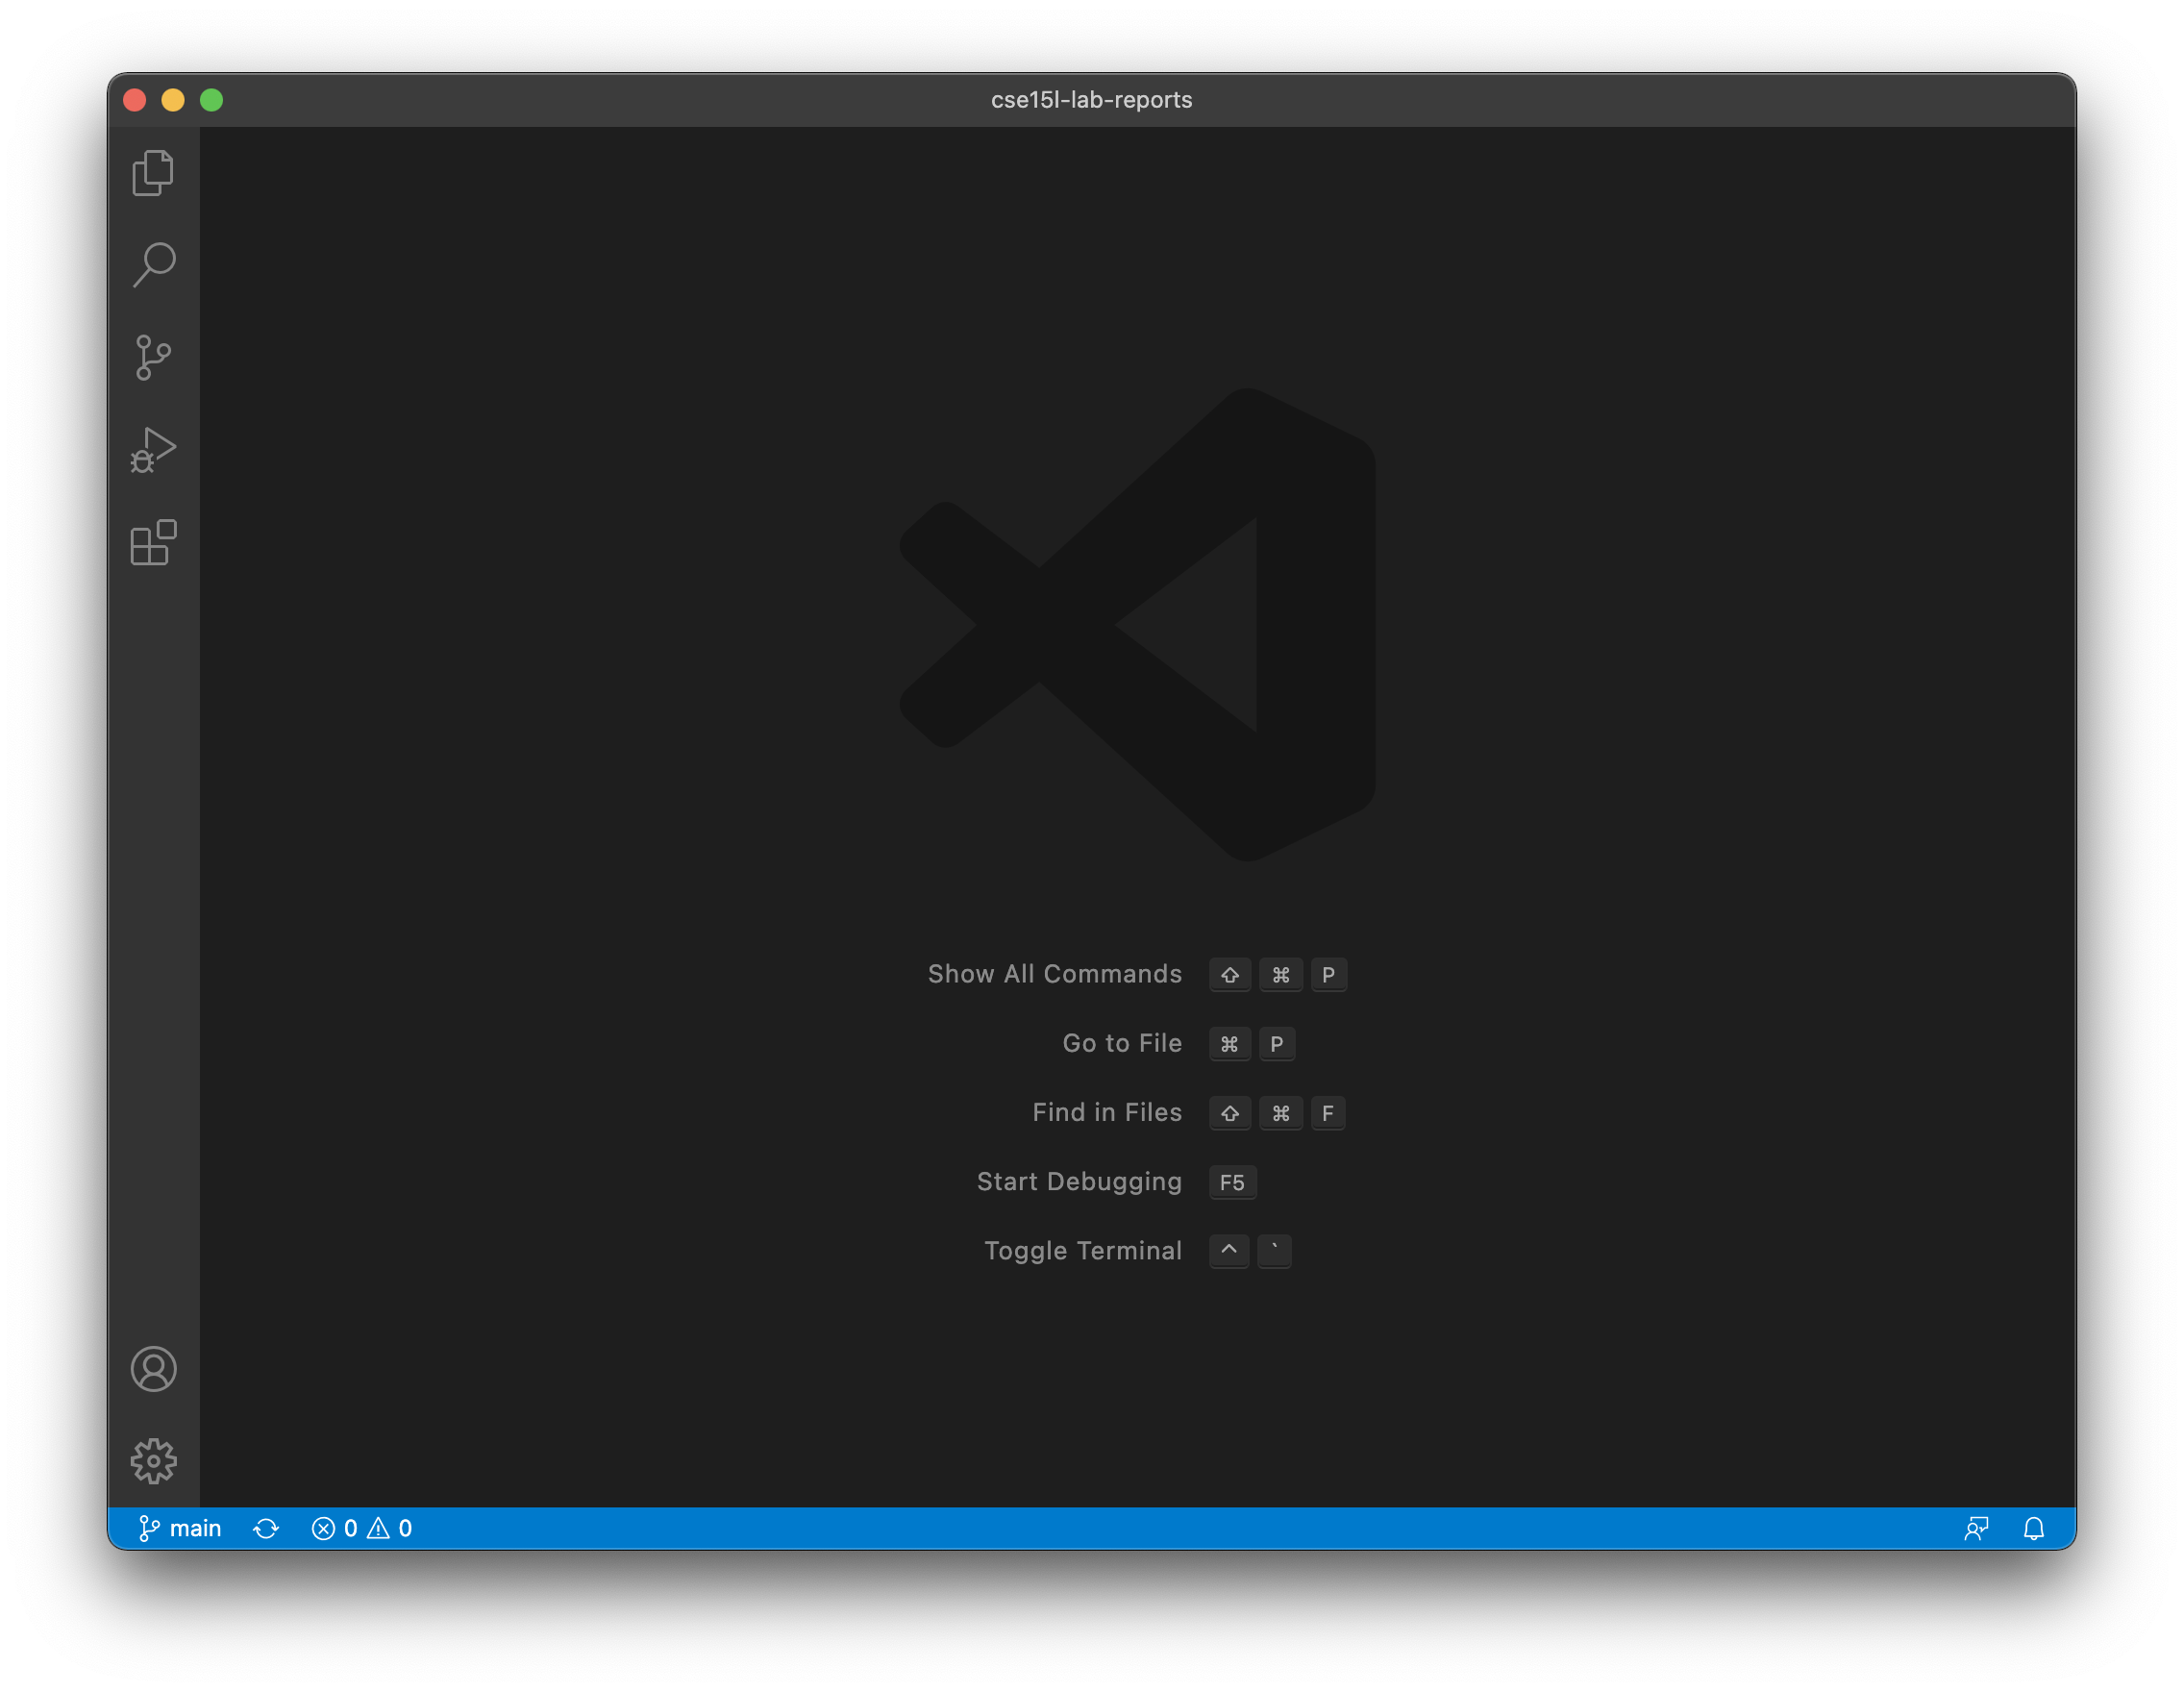 cse15l-lab-reports
Show All Commands ⇧ ⌘ P
Go to File ⌘ P
Find in Files ⇧ ⌘ F
Start Debugging F5
Toggle Terminal ^ `
main 0 0